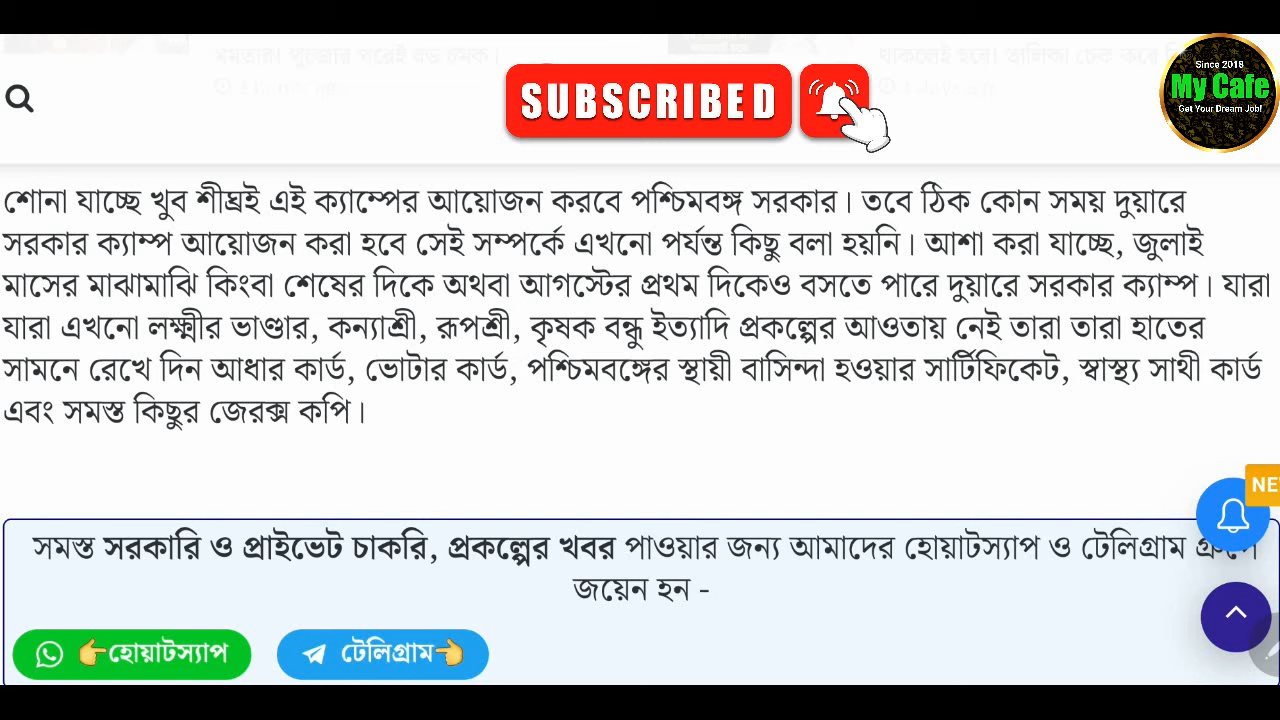 SUBSCRIBED
Since 2018
My Cafe
Get Your Dream Job!
শোনা যাচ্ছে খুব শীঘ্রই এই ক্যাম্পের আয়োজন করবে পশ্চিমবঙ্গ সরকার। তবে ঠিক কোন সময় দুয়ারে
সরকার ক্যাম্প আয়োজন করা হবে সেই সম্পর্কে এখনো পর্যন্ত কিছু বলা হয়নি। আশা করা যাচ্ছে, জুলাই
মাসের মাঝামাঝি কিংবা শেষের দিকে অথবা আগস্টের প্রথম দিকেও বসতে পারে দুয়ারে সরকার ক্যাম্প। যারা
যারা এখনো লক্ষ্মীর ভাণ্ডার, কন্যাশ্রী, রূপশ্রী, কৃষক বন্ধু ইত্যাদি প্রকল্পের আওতায় নেই তারা তারা হাতের
সামনে রেখে দিন আধার কার্ড, ভোটার কার্ড, পশ্চিমবঙ্গের স্থায়ী বাসিন্দা হওয়ার সার্টিফিকেট, স্বাস্থ্য সাথী কার্ড
এবং সমস্ত কিছুর জেরক্স কপি।
NE
সমস্ত সরকারি ও প্রাইভেট চাকরি, প্রকল্পের খবর পাওয়ার জন্য আমাদের হোয়াটস্যাপ ও টেলিগ্রাম গ্রুপে
জয়েন হন -
👉হোয়াটস্যাপ টেলিগ্রাম👈